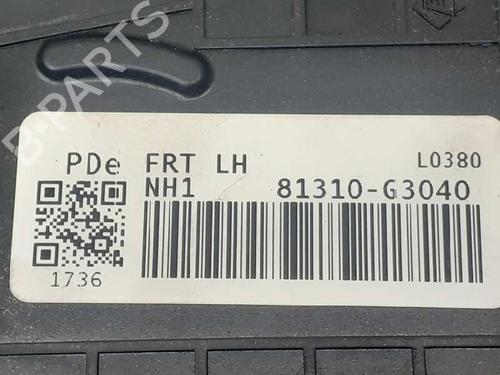 PDe FRT LH L0380
NH1 81310-G3040
1736
B-PARTS